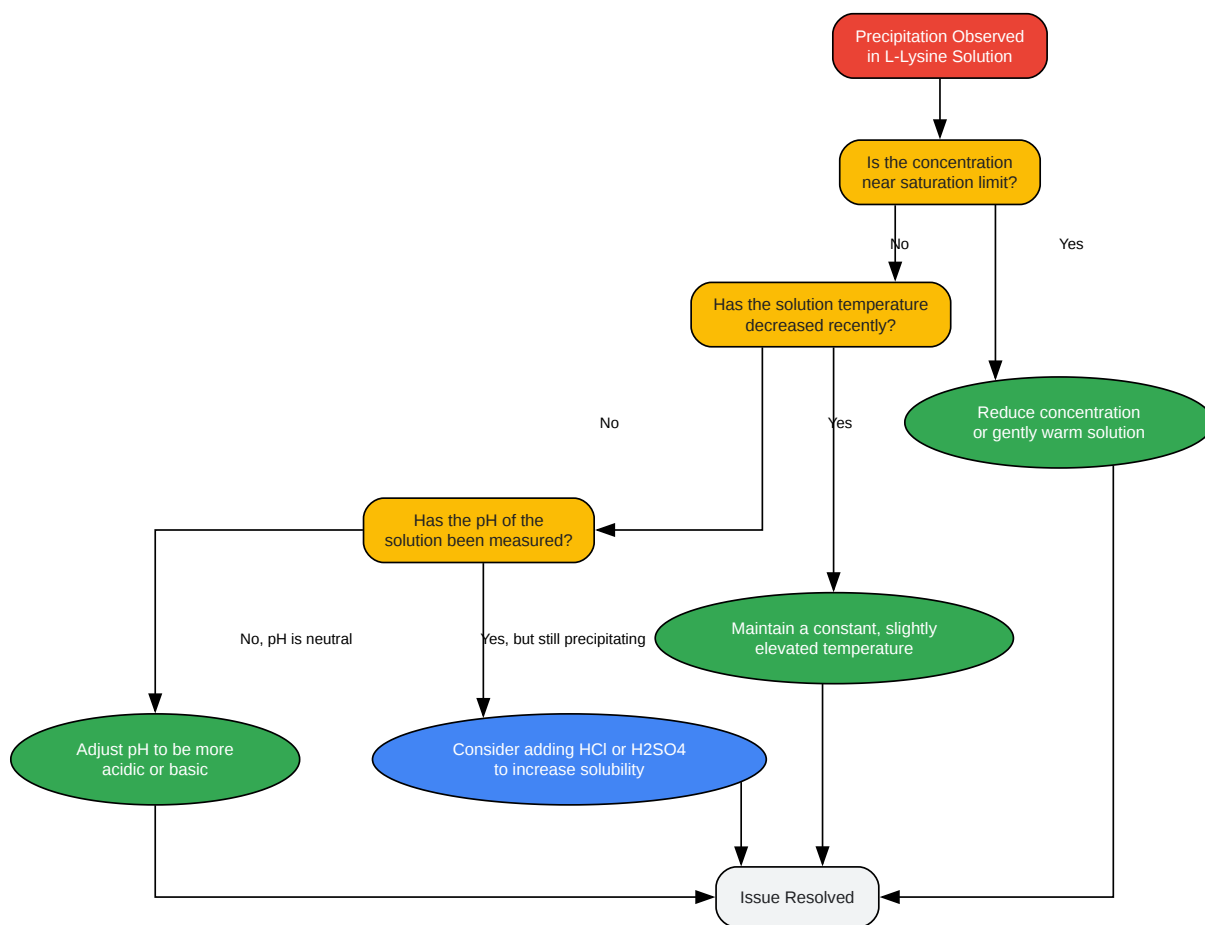 Precipitation Observed
in L-Lysine Solution
Is the concentration
near saturation limit?
No
Yes
Has the solution temperature
decreased recently?
Reduce concentration
or gently warm solution
No
Yes
Has the pH of the
solution been measured?
Maintain a constant, slightly
elevated temperature
No, pH is neutral
Yes, but still precipitating
Adjust pH to be more
acidic or basic
Consider adding HCl or H2SO4
to increase solubility
Issue Resolved